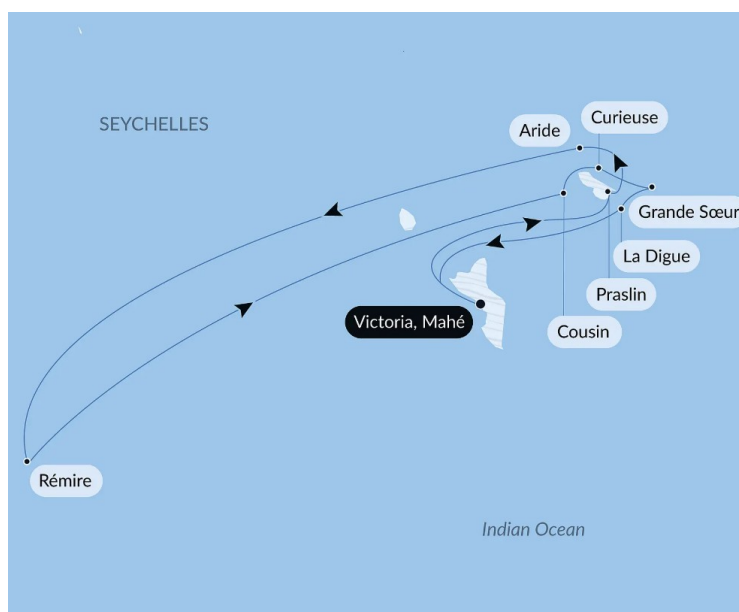 SEYCHELLES
Curieuse
Aride
Grande Sœur
La Digue
Praslin
Victoria, Mahé
Cousin
Rémire
Indian Ocean